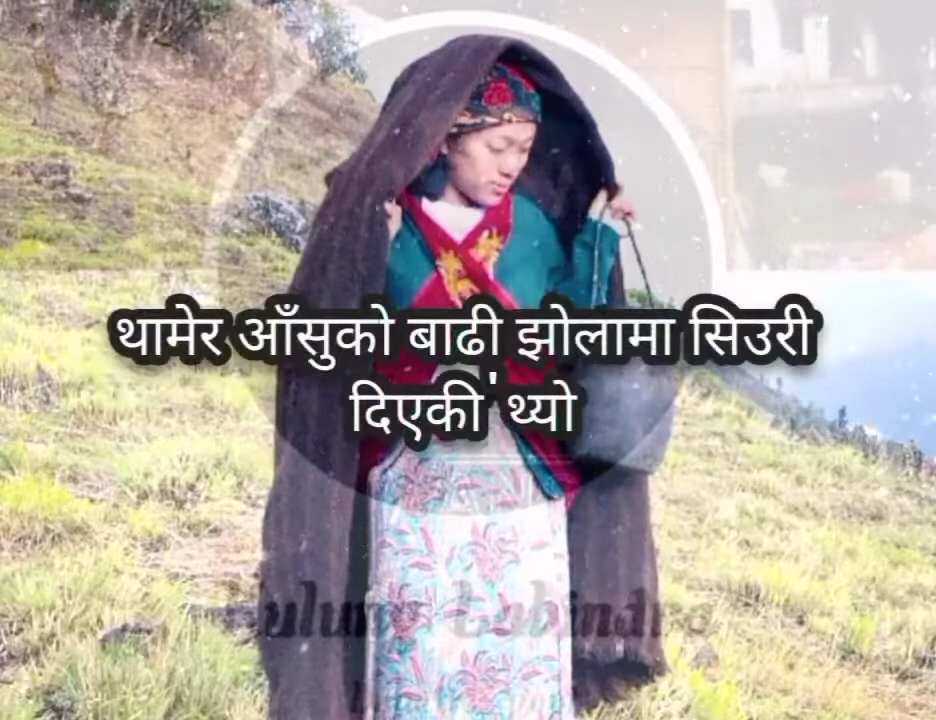 थामेर आँसुको बाढी झोलामा सिउरी
दिएकी' थ्यो